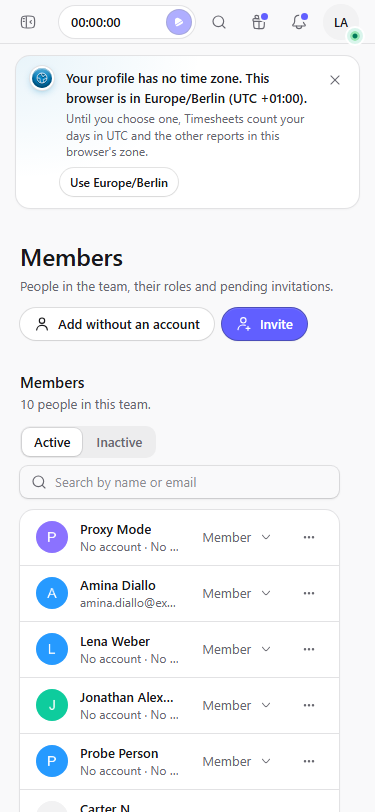 00:00:00
LA
Your profile has no time zone. This
browser is in Europe/Berlin (UTC +01:00).
Until you choose one, Timesheets count your
days in UTC and the other reports in this
browser's zone.
Use Europe/Berlin
Members
People in the team, their roles and pending invitations.
Add without an account
Invite
Members
10 people in this team.
Active
Inactive
Search by name or email
P
Proxy Mode
No account · No ...
Member
A
Amina Diallo
amina.diallo@ex...
Member
L
Lena Weber
No account · No ...
Member
J
Jonathan Alex...
No account · No ...
Member
P
Probe Person
No account · No ...
Member
Carter N